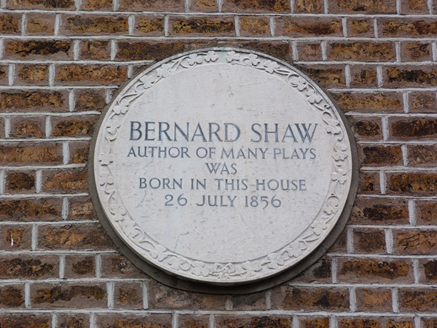 BERNARD SHAW
AUTHOR OF MANY PLAYS
WAS
BORN IN THIS HOUSE
26 JULY 1856